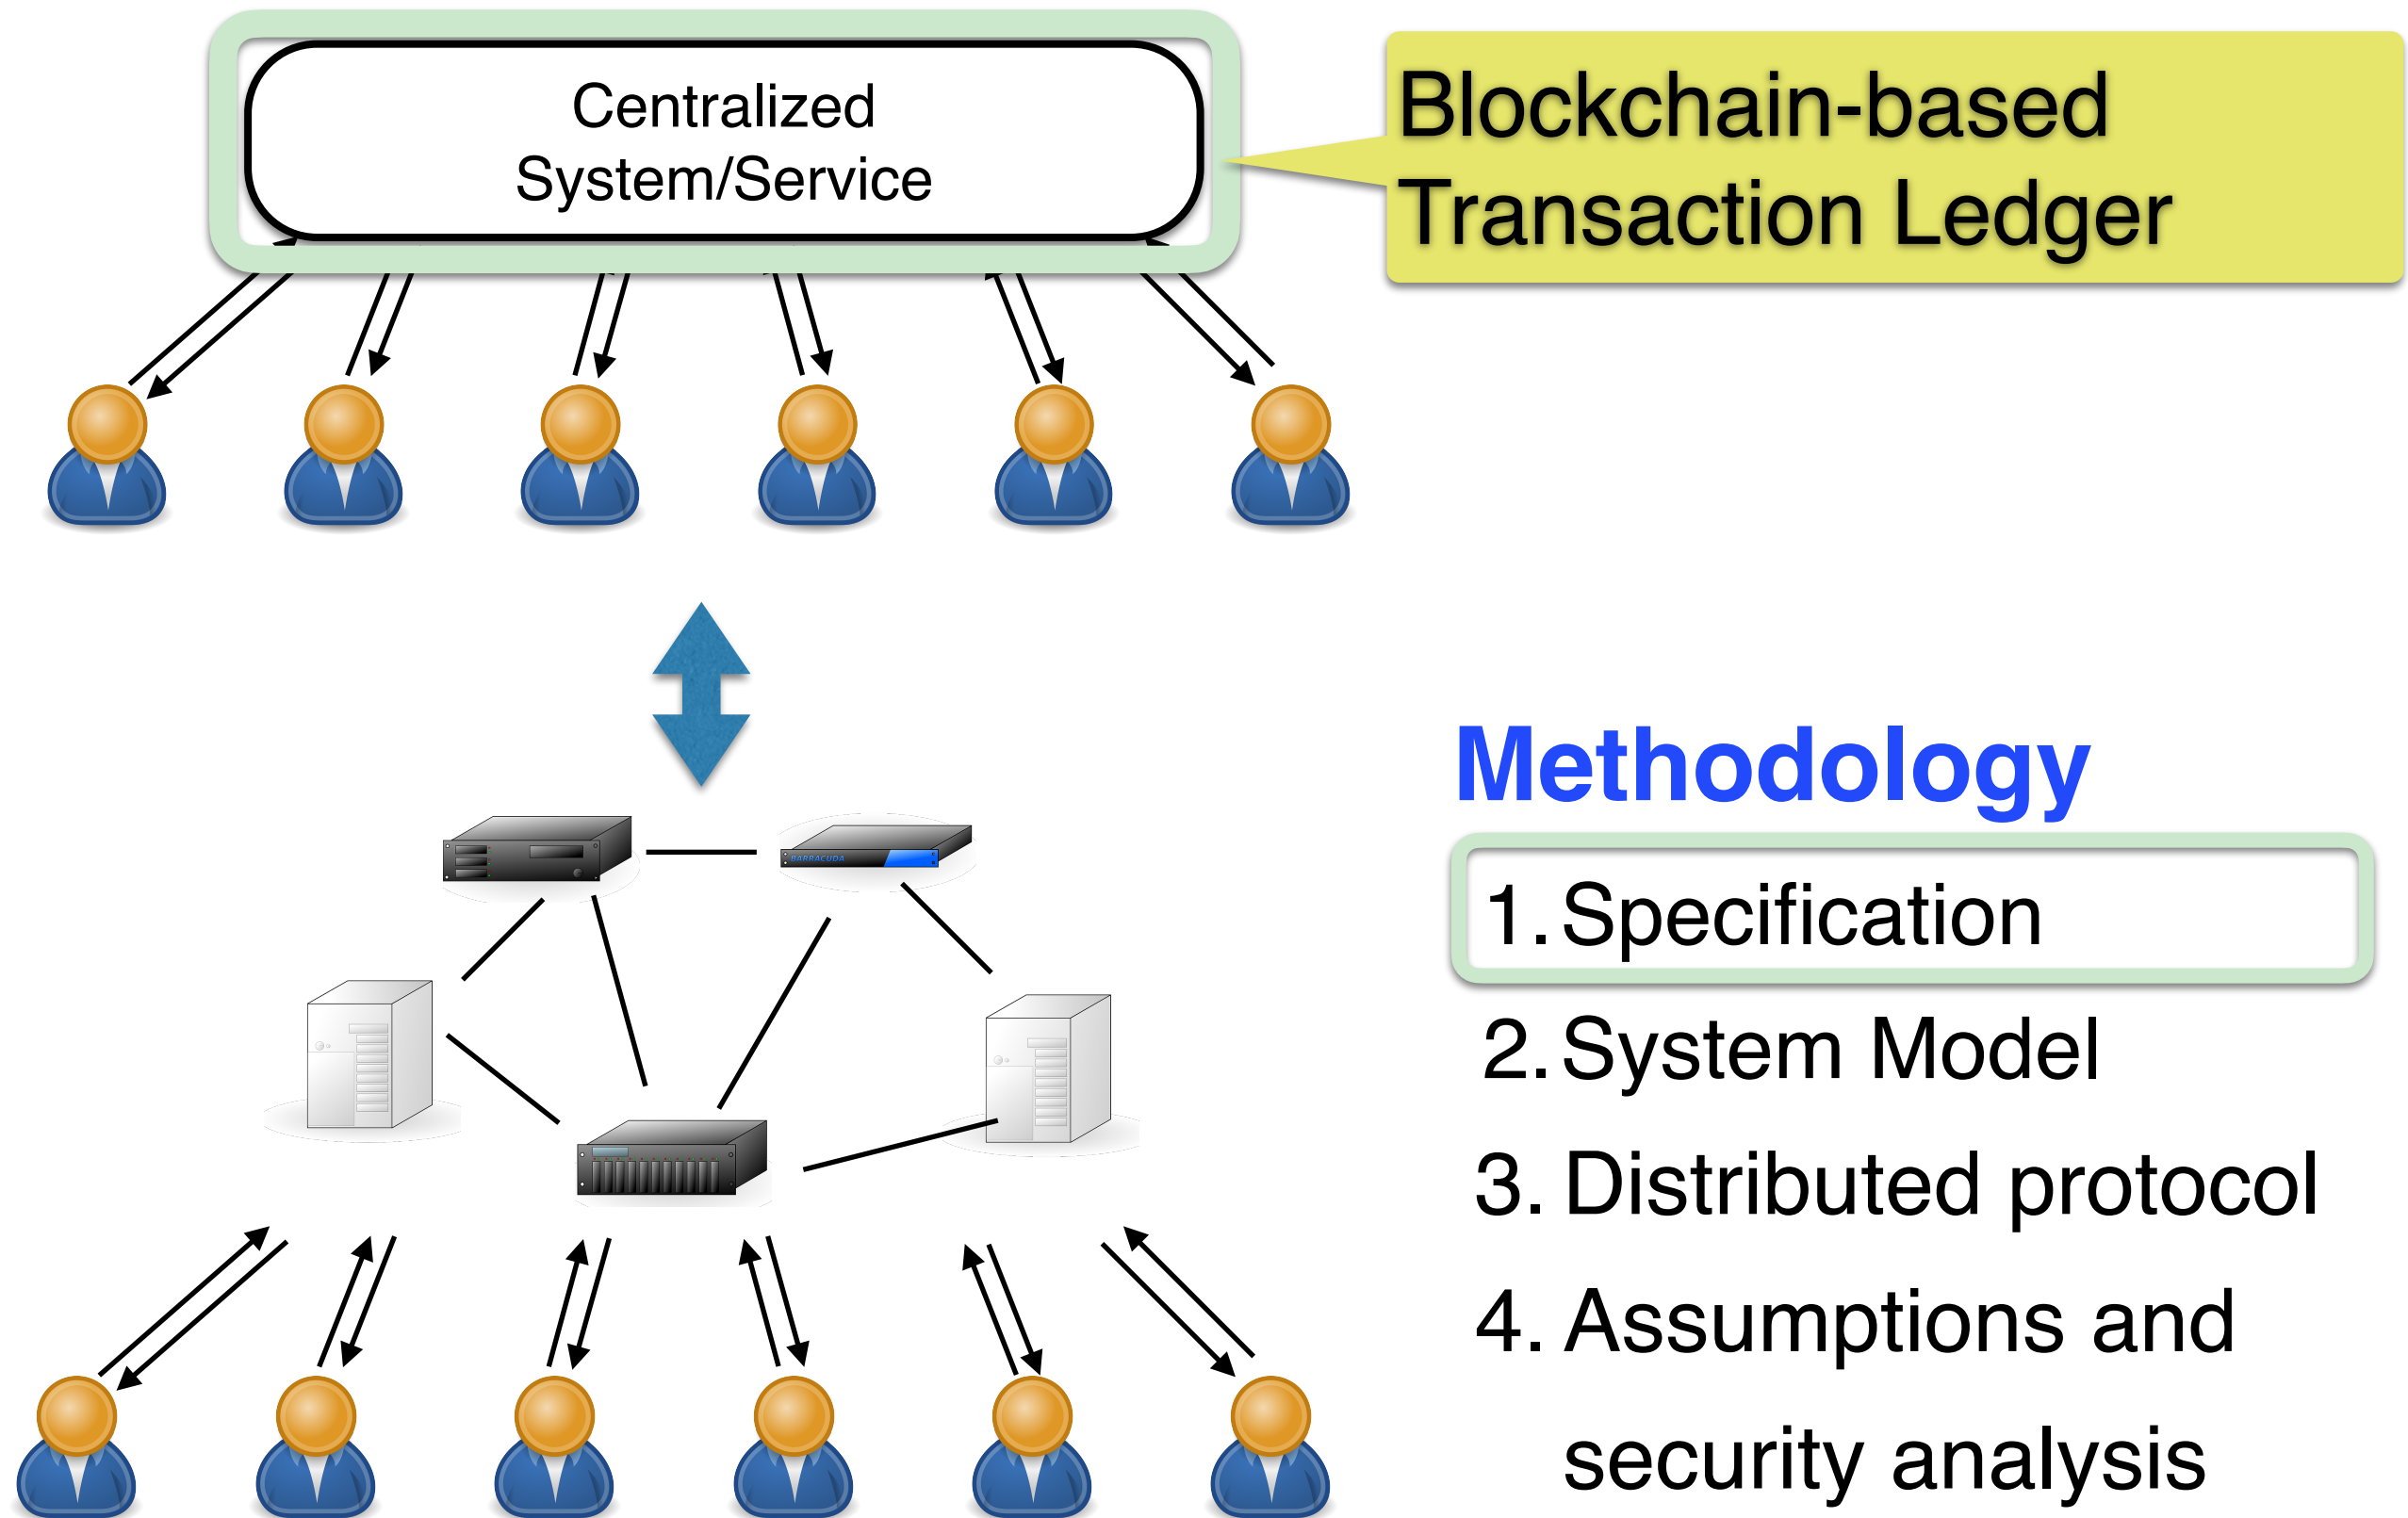 Centralized
System/Service
Blockchain-based
Transaction Ledger
BARRACUDA
Methodology
1. Specification
2. System Model
3. Distributed protocol
4. Assumptions and
security analysis